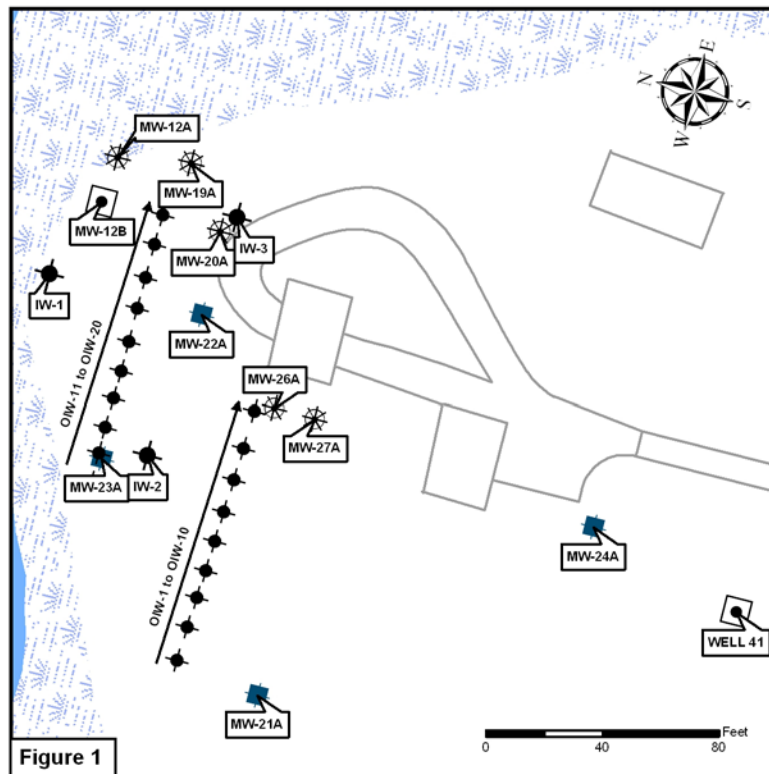 E
N
S
W
MW-12A
MW-19A
MW-12B
MW-20A
IW-3
IW-1
OIW-11 to OIW-20
MW-22A
MW-26A
MW-27A
MW-23A
IW-2
OIW-1 to OIW-10
MW-24A
WELL 41
MW-21A
Feet
0 40 80
Figure 1